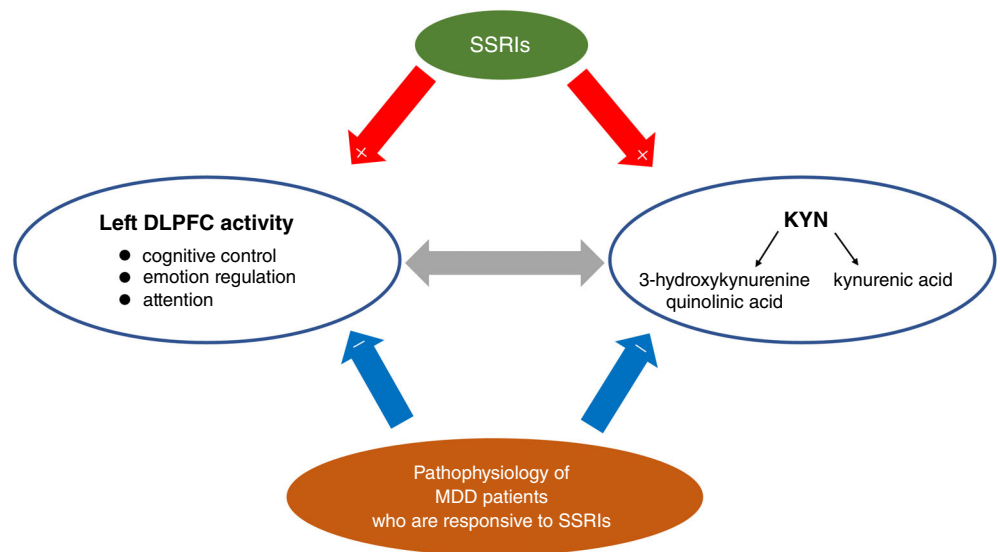 SSRIs
+
+
Left DLPFC activity
● cognitive control
● emotion regulation
● attention
KYN
3-hydroxykynurenine
quinolinic acid
kynurenic acid
−
−
Pathophysiology of
MDD patients
who are responsive to SSRIs